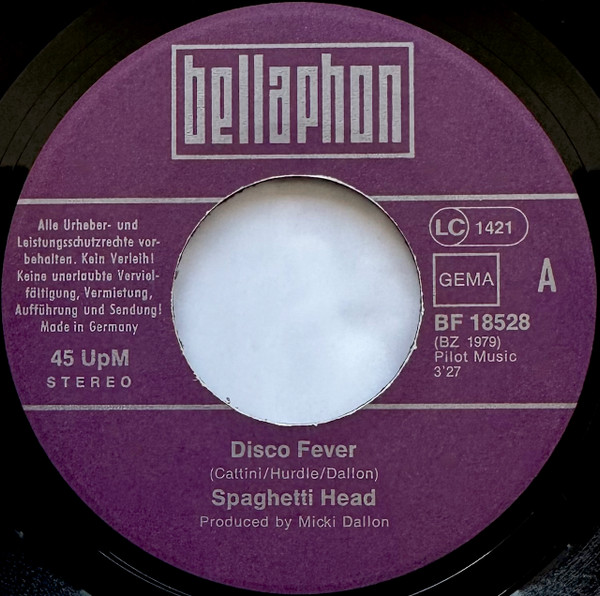 bellaphon
Alle Urheber- und
Leistungsschutzrechte vor-
behalten. Kein Verleih!
Keine unerlaubte Verviel-
fältigung, Vermietung,
Aufführung und Sendung!
Made in Germany
45 UpM
STEREO
LC 1421
GEMA
A
BF 18528
(BZ 1979)
Pilot Music
3'27
Disco Fever
(Cattini/Hurdle/Dallon)
Spaghetti Head
Produced by Micki Dallon